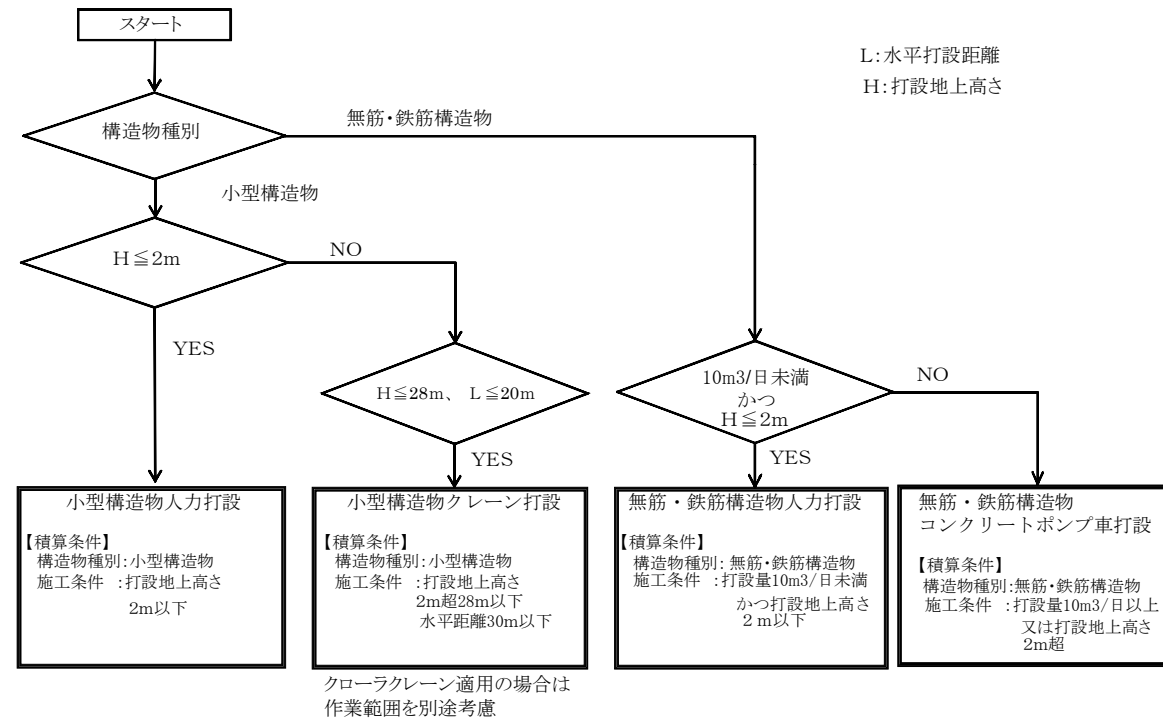 スタート
L:水平打設距離
H:打設地上高さ
構造物種別
無筋・鉄筋構造物
小型構造物
H≦2m
NO
YES
H≦28m、 L≦20m
YES
10m3/日未満
かつ
H≦2m
NO
YES
小型構造物人力打設
【積算条件】
構造物種別:小型構造物
施工条件 :打設地上高さ
2m以下
小型構造物クレーン打設
【積算条件】
構造物種別:小型構造物
施工条件 :打設地上高さ
2m超28m以下
水平距離30m以下
クローラクレーン適用の場合は
作業範囲を別途考慮
無筋・鉄筋構造物人力打設
【積算条件】
構造物種別: 無筋・鉄筋構造物
施工条件 :打設量10m3/日未満
かつ打設地上高さ
２ｍ以下
無筋・鉄筋構造物
コンクリートポンプ車打設
【積算条件】
構造物種別:無筋・鉄筋構造物
施工条件 :打設量10m3/日以上
又は打設地上高さ
2m超